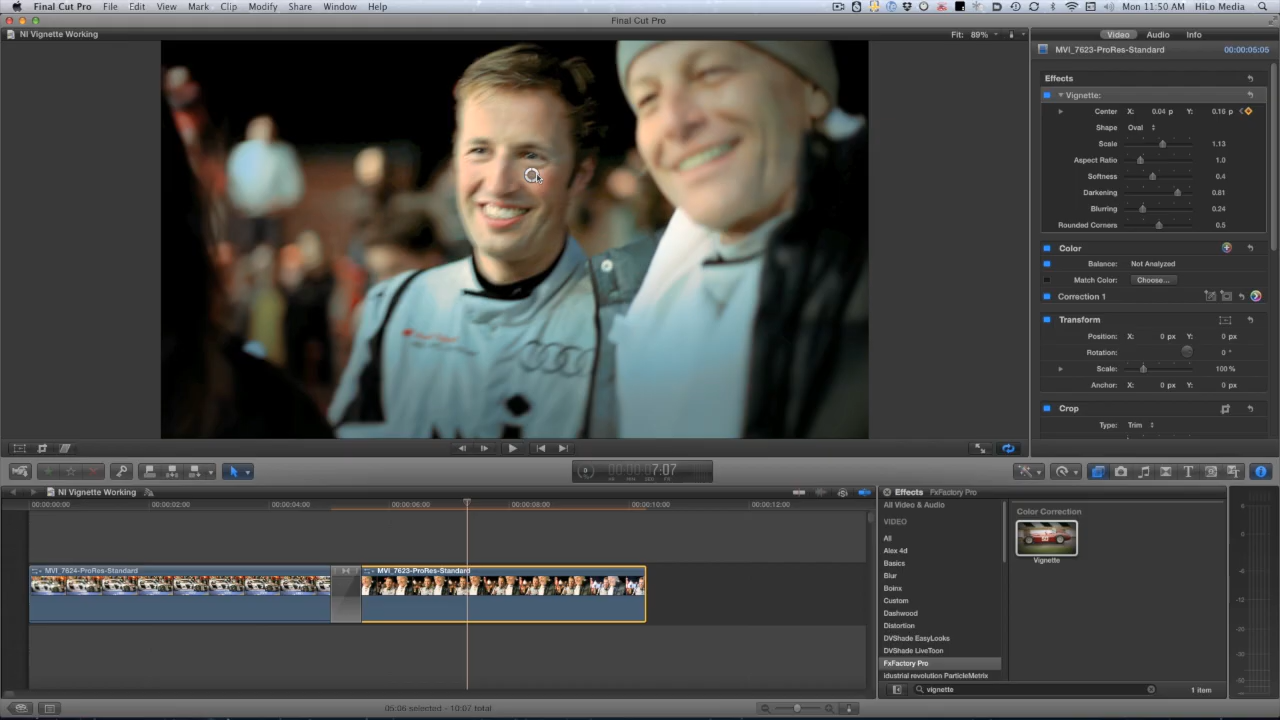 Final Cut Pro File Edit View Mark Clip Modify Share Window Help Mon 11:50 AM HiLo Media
Final Cut Pro
NI Vignette Working Fit: 89%
Video Audio Info
MVI_7623-ProRes-Standard 00:00:05:05
Effects
Vignette:
Center X: 0.04 p Y: 0.16 p
Shape Oval
Scale 1.13
Aspect Ratio 1.0
Softness 0.4
Darkening 0.81
Blurring 0.24
Rounded Corners 0.5
Color
Balance: Not Analyzed
Match Color: Choose...
Correction 1
Transform
Position: X: 0 px Y: 0 px
Rotation: 0 °
Scale: 100 %
Anchor: X: 0 px Y: 0 px
Crop
Type: Trim
7:07
NI Vignette Working
00:00:00:00 00:00:02:00 00:00:04:00 00:00:06:00 00:00:08:00 00:00:10:00 00:00:12:00
MVI_7624-ProRes-Standard
MVI_7623-ProRes-Standard
05:06 selected - 10:07 total
Effects FxFactory Pro
All Video & Audio
VIDEO
All
Alex 4d
Basics
Blur
Boinx
Custom
Dashwood
Distortion
DVShade EasyLooks
DVShade LiveToon
FxFactory Pro
idustrial revolution ParticleMetrix
Color Correction
Vignette
vignette
1 item